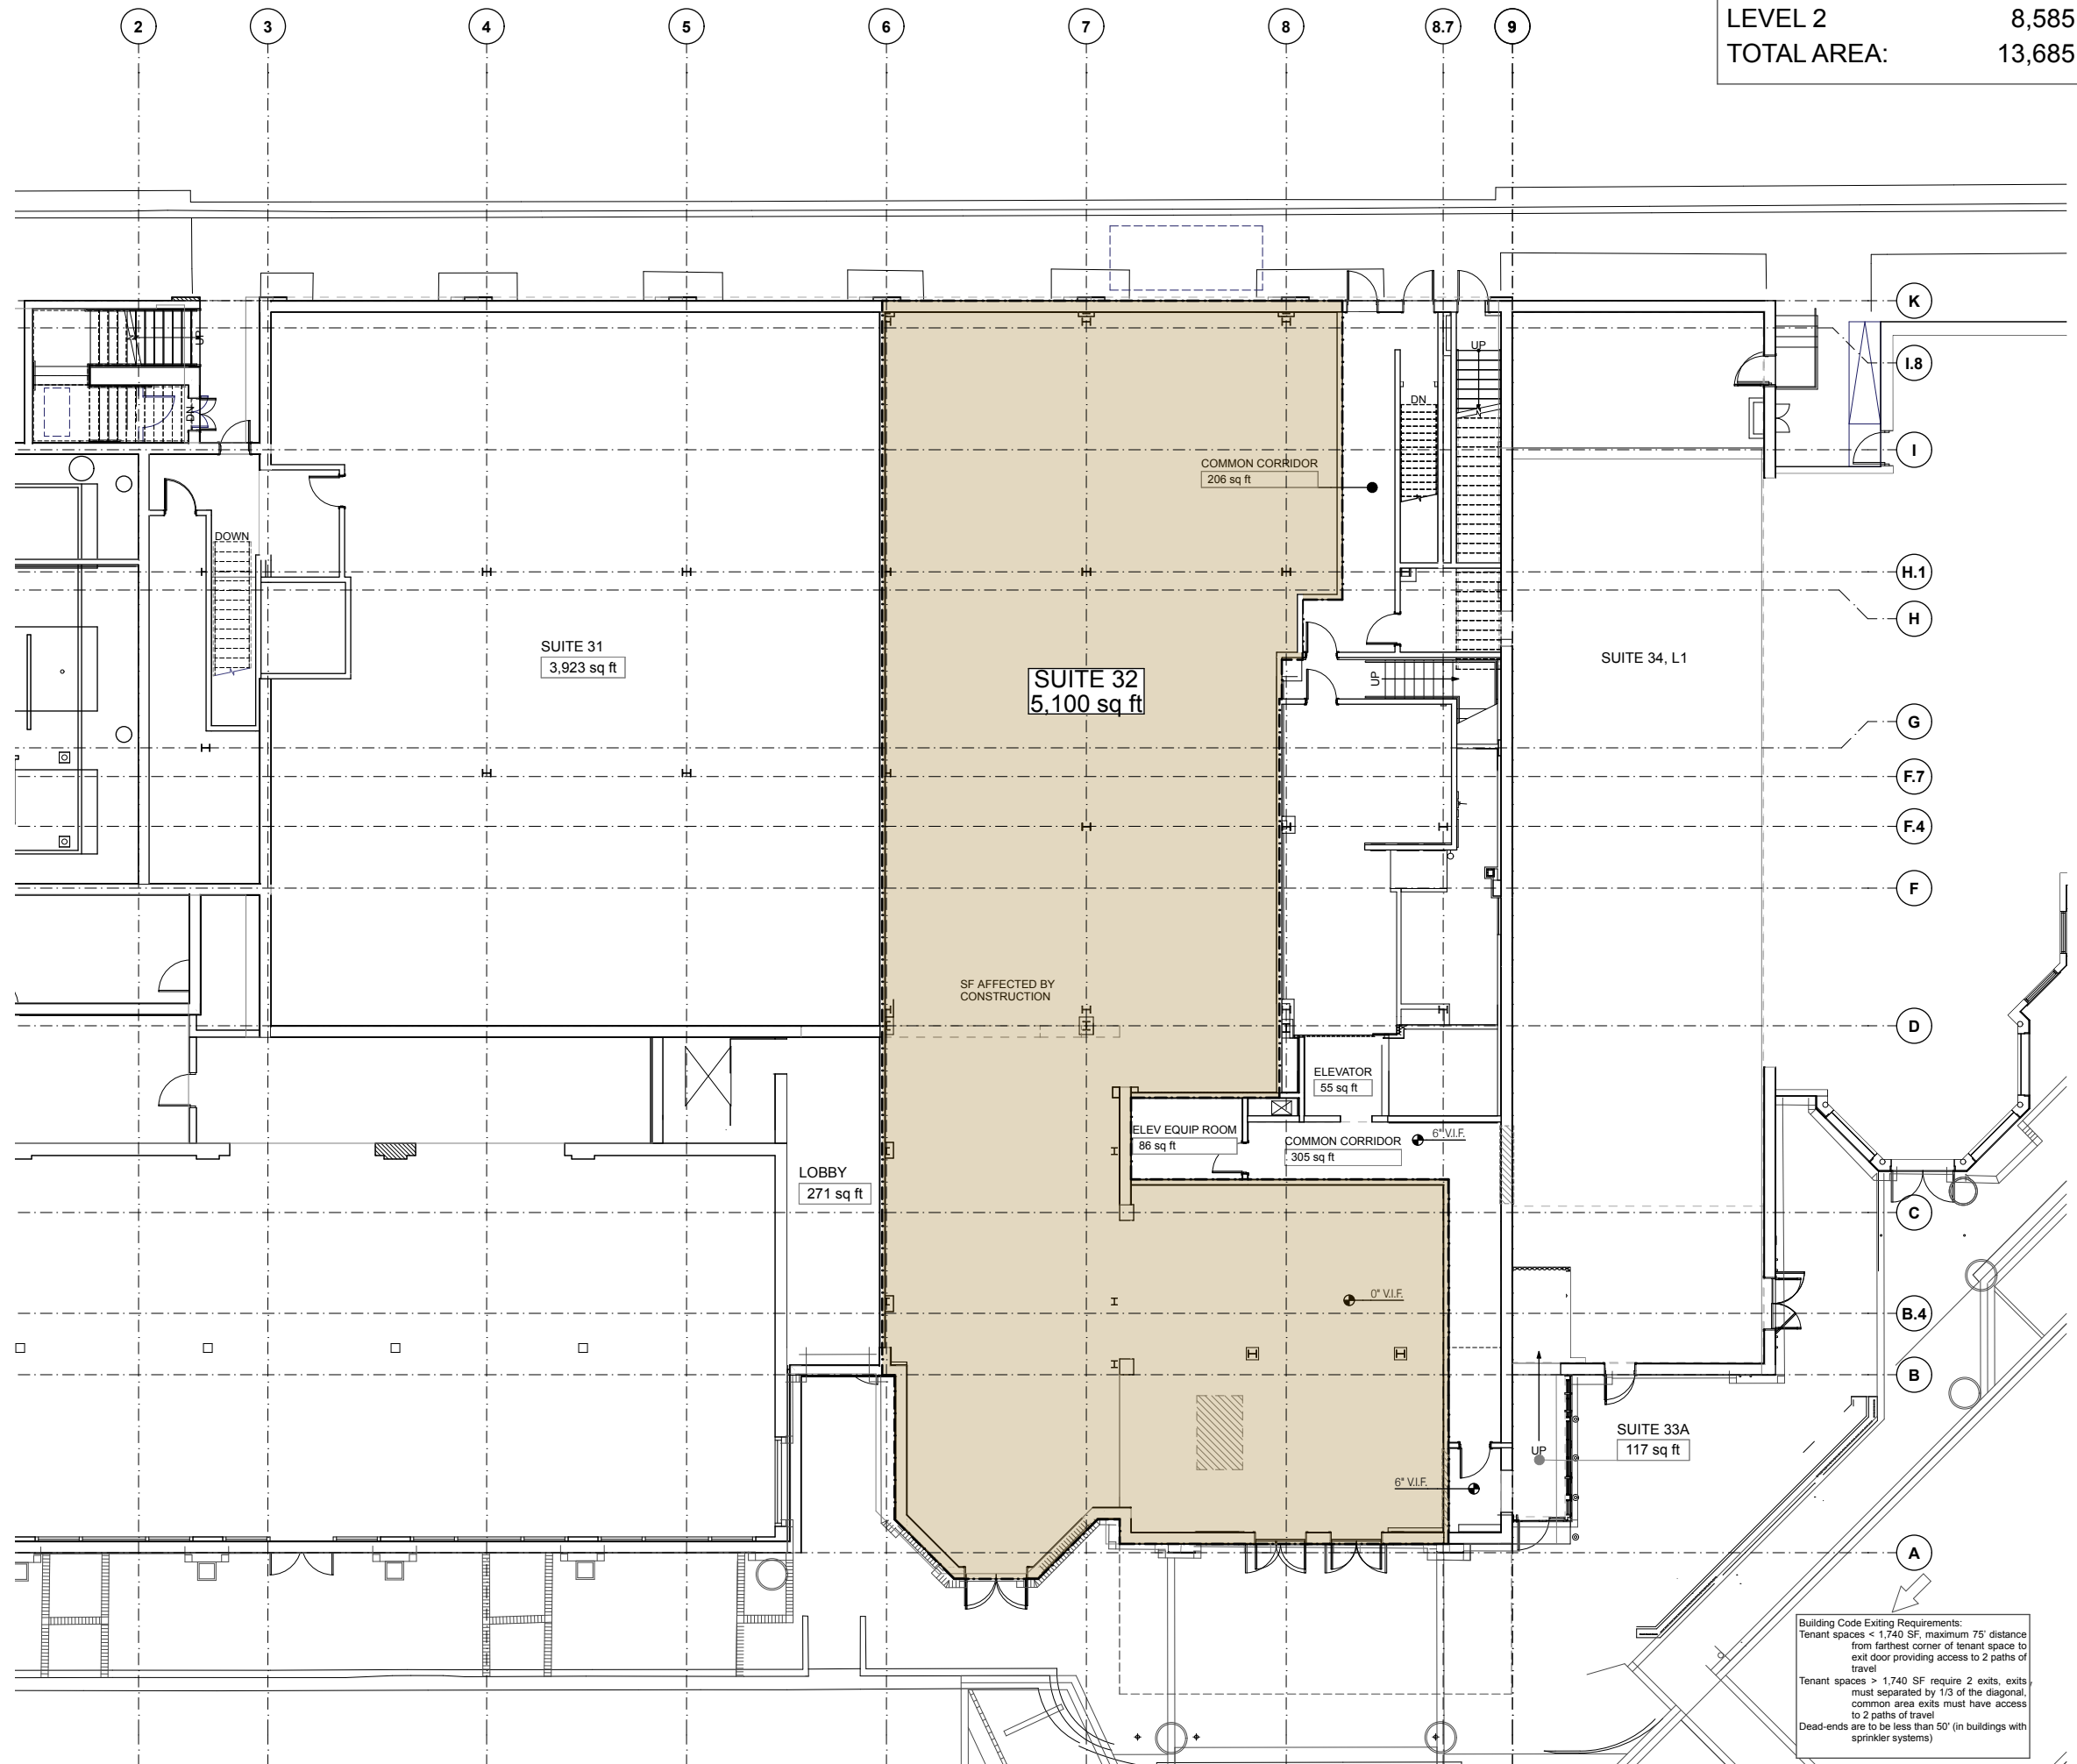 2 3 4 5 6 7 8 8.7 9
LEVEL 2 8,585
TOTAL AREA: 13,685
K
I.8
I
H.1
H
G
F.7
F.4
F
D
C
B.4
B
A
UP
DN
DOWN
UP
DN
COMMON CORRIDOR
206 sq ft
SUITE 31
3,923 sq ft
SUITE 32
5,100 sq ft
SUITE 34, L1
UP
SF AFFECTED BY
CONSTRUCTION
ELEVATOR
55 sq ft
ELEV EQUIP ROOM
86 sq ft
COMMON CORRIDOR
305 sq ft
6" V.I.F.
LOBBY
271 sq ft
0" V.I.F.
SUITE 33A
117 sq ft
UP
6" V.I.F.
Building Code Exiting Requirements:
Tenant spaces < 1,740 SF, maximum 75' distance
from farthest corner of tenant space to
exit door providing access to 2 paths of
travel
Tenant spaces > 1,740 SF require 2 exits, exits
must separated by 1/3 of the diagonal,
common area exits must have access
to 2 paths of travel
Dead-ends are to be less than 50' (in buildings with
sprinkler systems)